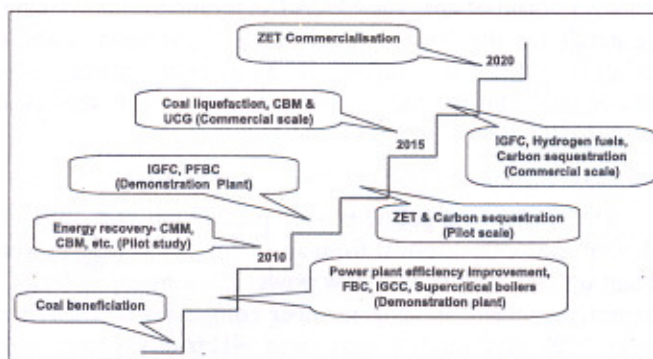 ZET Commercialisation
2020
Coal liquefaction, CBM &
UCG (Commercial scale)
2015
IGFC, Hydrogen fuels,
Carbon sequestration
(Commercial scale)
IGFC, PFBC
(Demonstration Plant)
ZET & Carbon sequestration
(Pilot scale)
Energy recovery- CMM,
CBM, etc. (Pilot study)
2010
Power plant efficiency Improvement,
FBC, IGCC, Supercritical boilers
(Demonstration plant)
Coal beneficiation